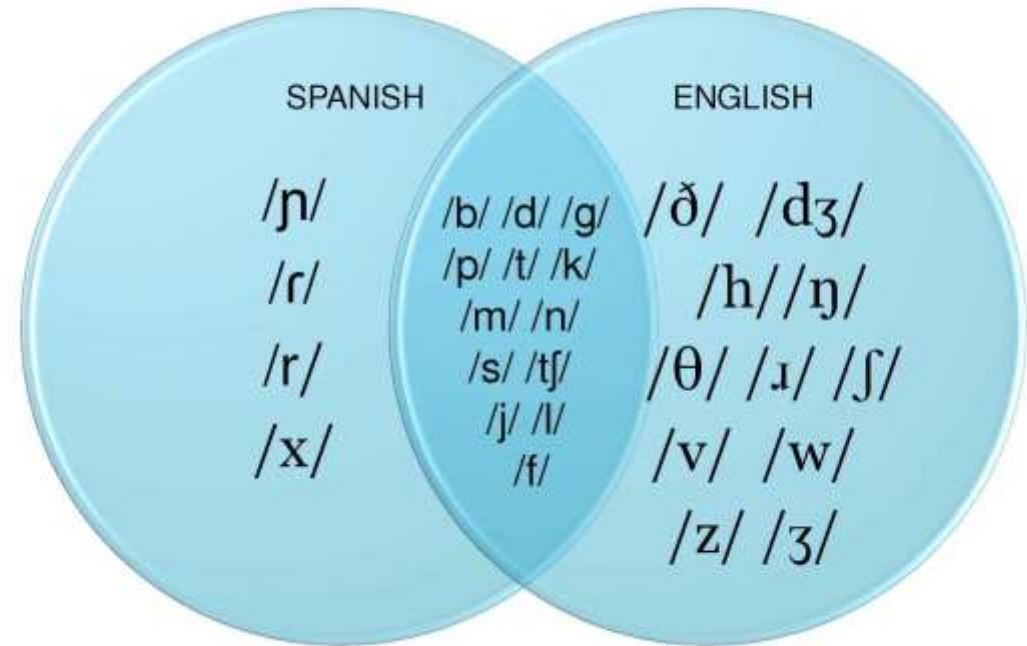 SPANISH
/ɲ/
/ɾ/
/r/
/x/
/b/ /d/ /g/
/p/ /t/ /k/
/m/ /n/
/s/ /tʃ/
/j/ /l/
/f/
ENGLISH
/ð/ /dʒ/
/h/ /ŋ/
/θ/ /ɹ/ /ʃ/
/v/ /w/
/z/ /ʒ/